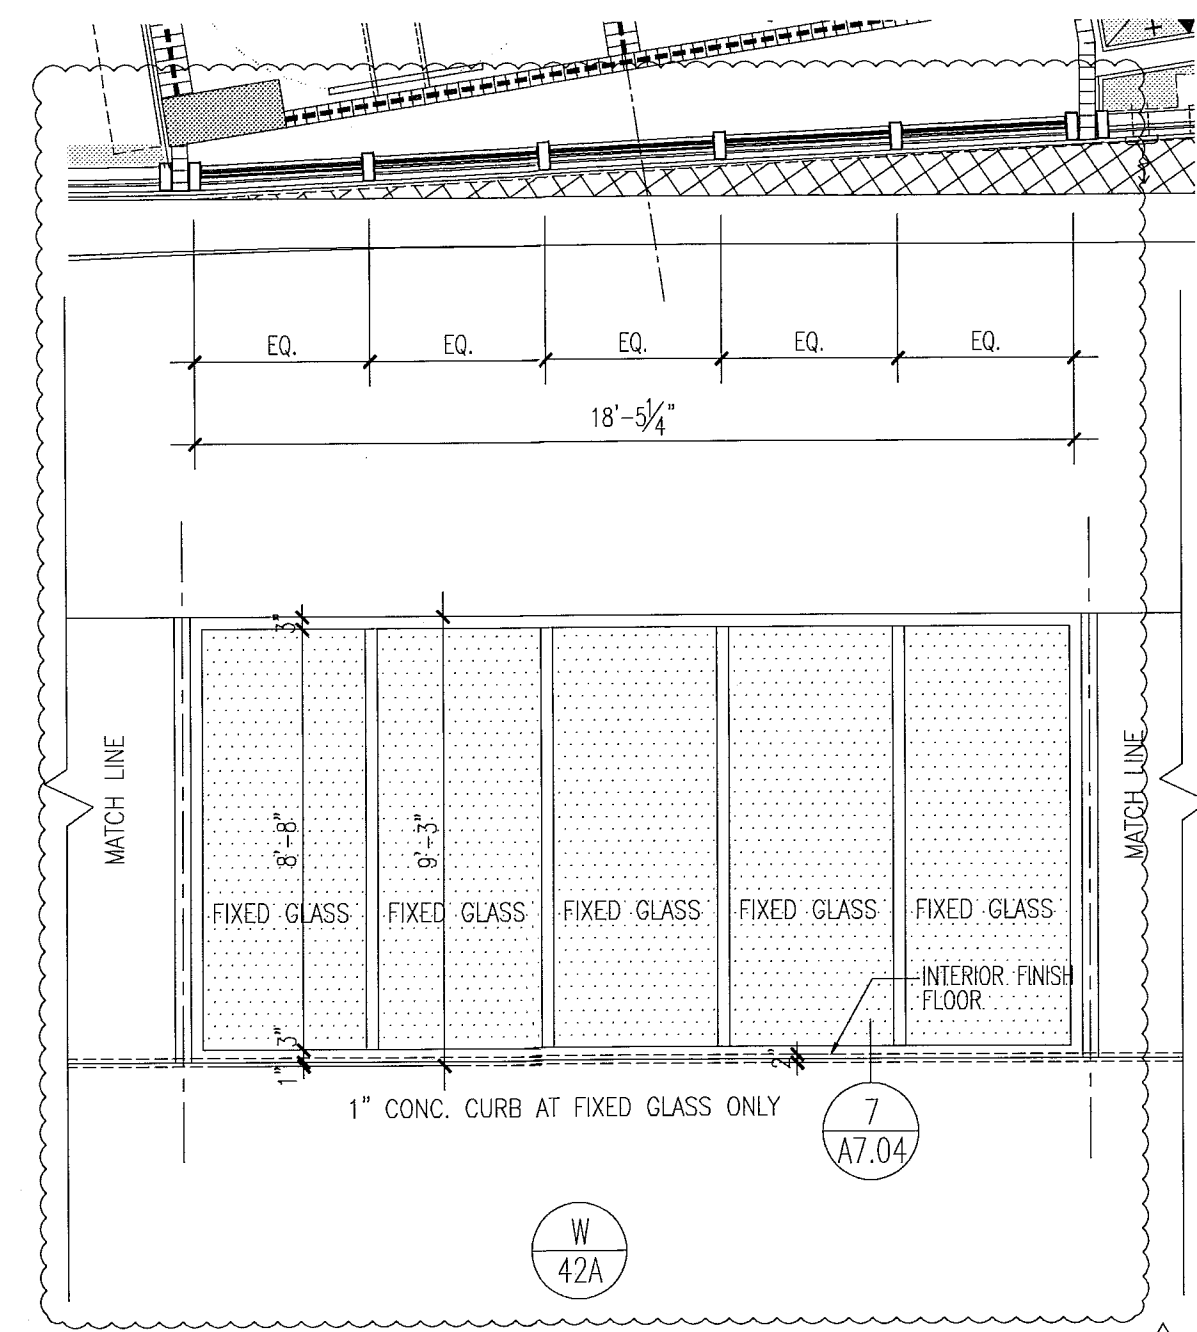 EQ. EQ. EQ. EQ. EQ.
18'-5¼"
3"
MATCH LINE
MATCH LINE
8'-8"
9'-3"
FIXED GLASS FIXED GLASS FIXED GLASS FIXED GLASS FIXED GLASS
INTERIOR FINISH
FLOOR
3"
1"
2"
1" CONC. CURB AT FIXED GLASS ONLY
7
A7.04
W
42A